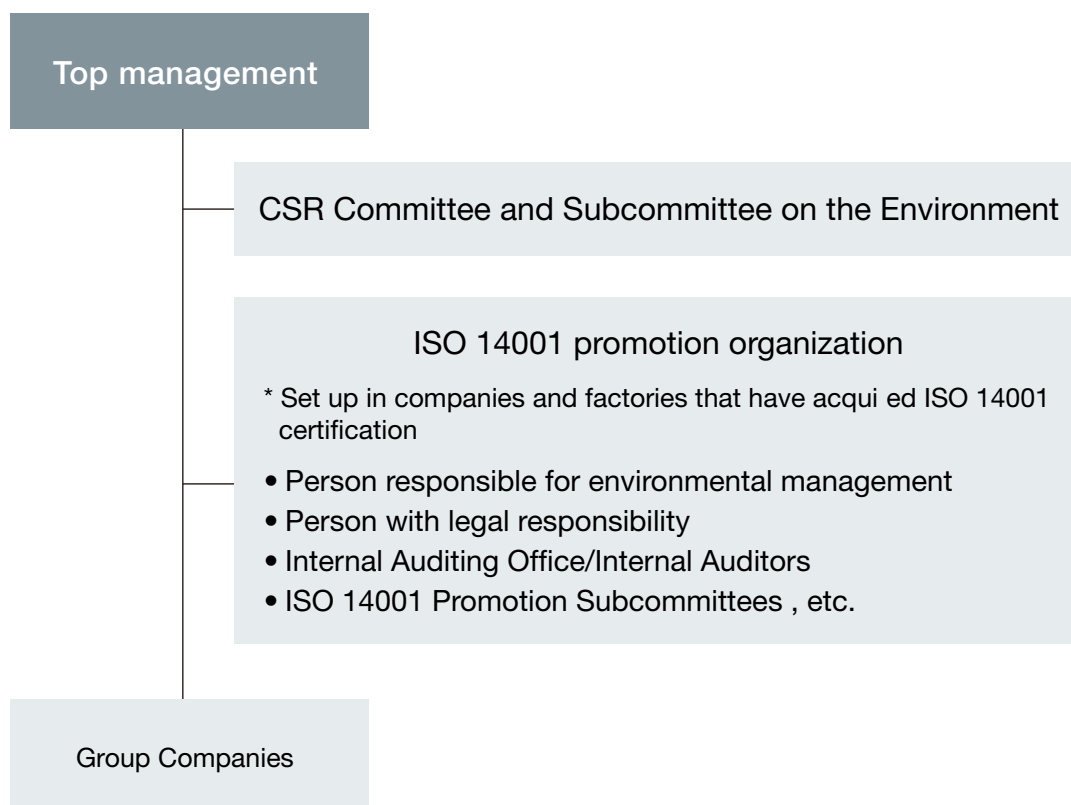 Top management
CSR Committee and Subcommittee on the Environment
ISO 14001 promotion organization
* Set up in companies and factories that have acqui ed ISO 14001
certification
• Person responsible for environmental management
• Person with legal responsibility
• Internal Auditing Office/Internal Auditors
• ISO 14001 Promotion Subcommittees , etc.
Group Companies